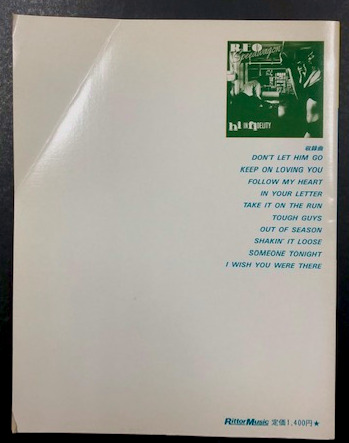 REO
Speedwagon
hi INFIDELITY
収録曲
DON'T LET HIM GO
KEEP ON LOVING YOU
FOLLOW MY HEART
IN YOUR LETTER
TAKE IT ON THE RUN
TOUGH GUYS
OUT OF SEASON
SHAKIN' IT LOOSE
SOMEONE TONIGHT
I WISH YOU WERE THERE
RittorMusic 定価1,400円★